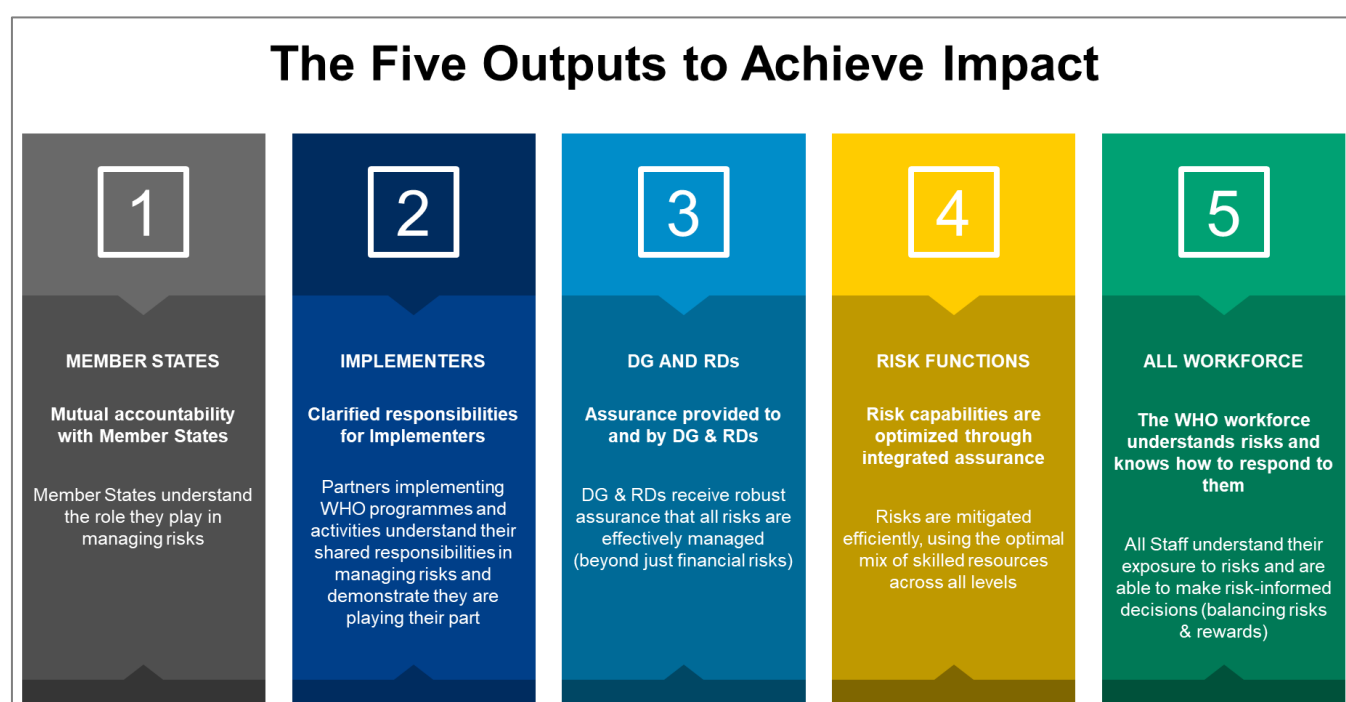 The Five Outputs to Achieve Impact
1
MEMBER STATES
Mutual accountability
with Member States
Member States understand
the role they play in
managing risks
2
IMPLEMENTERS
Clarified responsibilities
for Implementers
Partners implementing
WHO programmes and
activities understand their
shared responsibilities in
managing risks and
demonstrate they are
playing their part
3
DG AND RDs
Assurance provided to
and by DG & RDs
DG & RDs receive robust
assurance that all risks are
effectively managed
(beyond just financial risks)
4
RISK FUNCTIONS
Risk capabilities are
optimized through
integrated assurance
Risks are mitigated
efficiently, using the optimal
mix of skilled resources
across all levels
5
ALL WORKFORCE
The WHO workforce
understands risks and
knows how to respond to
them
All Staff understand their
exposure to risks and are
able to make risk-informed
decisions (balancing risks
& rewards)